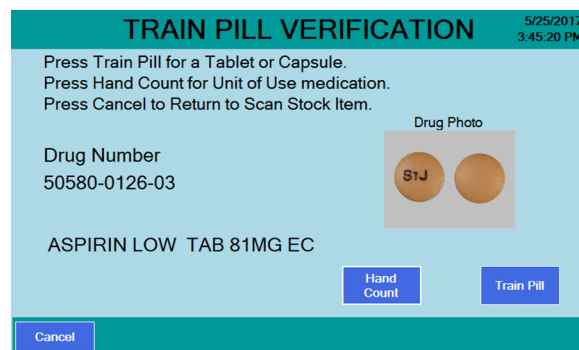 TRAIN PILL VERIFICATION
5/25/2017
3:45:20 PM
Press Train Pill for a Tablet or Capsule.
Press Hand Count for Unit of Use medication.
Press Cancel to Return to Scan Stock Item.
Drug Photo
Drug Number
50580-0126-03
S1J
ASPIRIN LOW  TAB 81MG EC
Hand
Count
Train Pill
Cancel